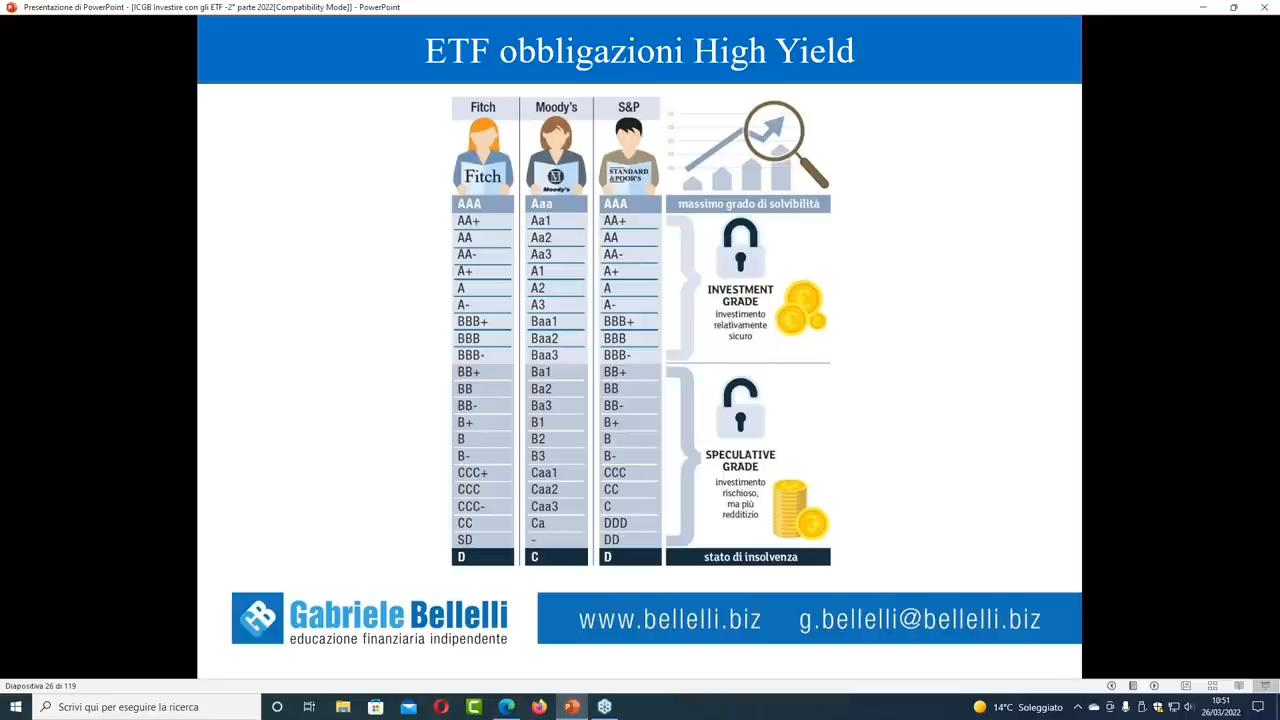 Presentazione di PowerPoint - [ICGB Investire con gli ETF -2° parte 2022[Compatibility Mode]] - PowerPoint
ETF obbligazioni High Yield
Fitch Moody's S&P
Fitch
M
Moody's
STANDARD
&POOR'S
AAA Aaa AAA massimo grado di solvibilità
AA+ Aa1 AA+
AA Aa2 AA
AA- Aa3 AA-
A+ A1 A+
A A2 A
A- A3 A-
BBB+ Baa1 BBB+
BBB Baa2 BBB
BBB- Baa3 BBB-
INVESTMENT
GRADE
investimento
relativamente
sicuro
BB+ Ba1 BB+
BB Ba2 BB
BB- Ba3 BB-
B+ B1 B+
B B2 B
B- B3 B-
CCC+ Caa1 CCC
CCC Caa2 CC
CCC- Caa3 C
CC Ca DDD
SD - DD
SPECULATIVE
GRADE
investimento
rischioso,
ma più
redditizio
D C D stato di insolvenza
Gabriele Bellelli
educazione finanziaria indipendente
www.bellelli.biz g.bellelli@bellelli.biz
Diapositiva 26 di 119
Scrivi qui per eseguire la ricerca
14°C Soleggiato
10:51
26/03/2022